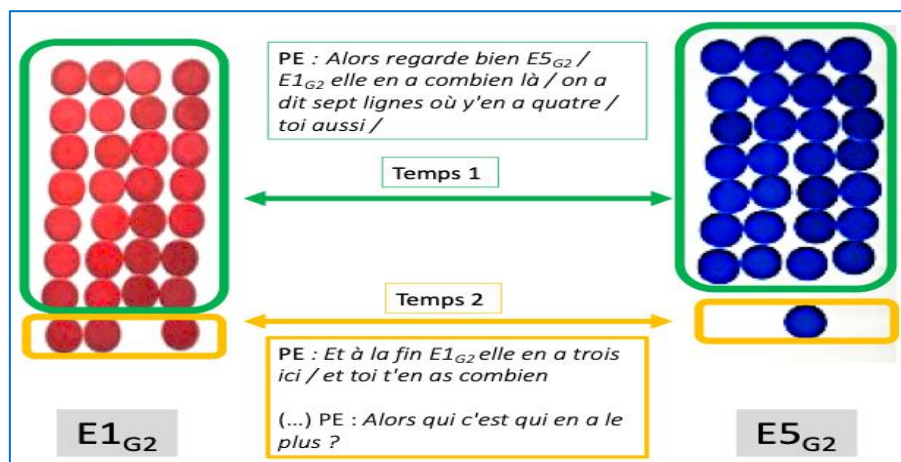 PE : Alors regarde bien E5G2 /
E1G2 elle en a combien là / on a
dit sept lignes où y'en a quatre /
toi aussi /
Temps 1
Temps 2
PE : Et à la fin E1G2 elle en a trois
ici / et toi t'en as combien
(...) PE : Alors qui c'est qui en a le
plus ?
E1G2
E5G2